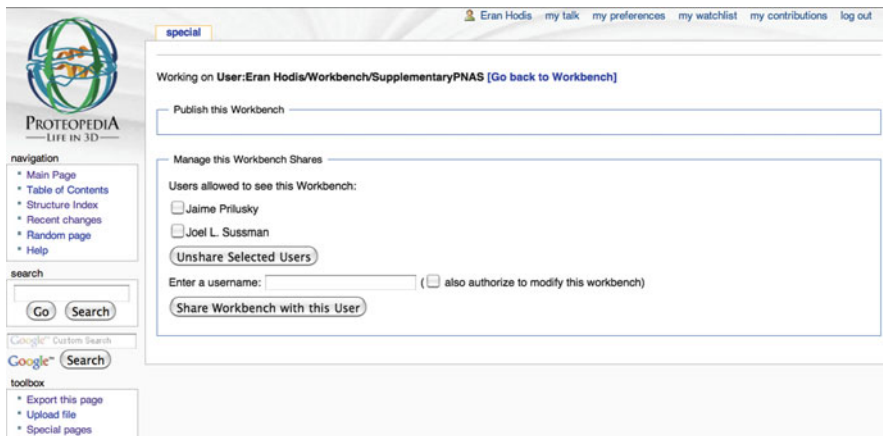 Eran Hodis my talk my preferences my watchlist my contributions log out
special
PROTEOPEDIA
LIFE IN 3D
navigation
Main Page
Table of Contents
Structure Index
Recent changes
Random page
Help
search
Go Search
Google™ Custom Search
Google™ Search
toolbox
Export this page
Upload file
Special pages
Working on User:Eran Hodis/Workbench/SupplementaryPNAS [Go back to Workbench]
Publish this Workbench
Manage this Workbench Shares
Users allowed to see this Workbench:
Jaime Prilusky
Joel L. Sussman
Unshare Selected Users
Enter a username: ( also authorize to modify this workbench)
Share Workbench with this User